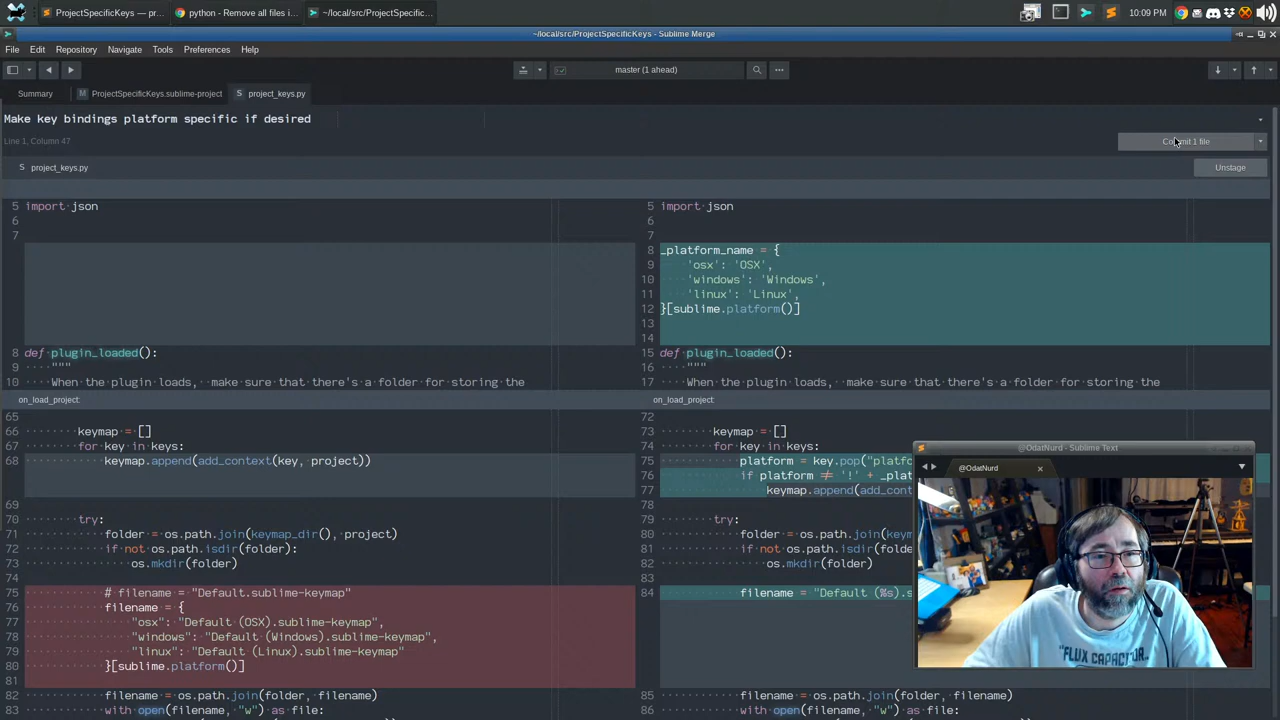 ProjectSpecificKeys — pr...
python - Remove all files i...
~/local/src/ProjectSpecific...
10:09 PM
~/local/src/ProjectSpecificKeys - Sublime Merge
File Edit Repository Navigate Tools Preferences Help
master (1 ahead)
Summary
M ProjectSpecificKeys.sublime-project
S project_keys.py
Make key bindings platform specific if desired
Line 1, Column 47
Commit 1 file
S project_keys.py
Unstage
5 import json
6
7
8 def plugin_loaded():
9 """
10 When the plugin loads, make sure that there's a folder for storing the
on_load_project:
65
66 keymap = []
67 for key in keys:
68 keymap.append(add_context(key, project))
69
70 try:
71 folder = os.path.join(keymap_dir(), project)
72 if not os.path.isdir(folder):
73 os.mkdir(folder)
74
75 # filename = "Default.sublime-keymap"
76 filename = {
77 "osx": "Default (OSX).sublime-keymap",
78 "windows": "Default (Windows).sublime-keymap",
79 "linux": "Default (Linux).sublime-keymap"
80 }[sublime.platform()]
81
82 filename = os.path.join(folder, filename)
83 with open(filename, "w") as file:
5 import json
6
7
8 _platform_name = {
9 'osx': 'OSX',
10 'windows': 'Windows',
11 'linux': 'Linux',
12 }[sublime.platform()]
13
14
15 def plugin_loaded():
16 """
17 When the plugin loads, make sure that there's a folder for storing the
on_load_project:
72
73 keymap = []
74 for key in keys:
75 platform = key.pop("platf
76 if platform ≠ '!' + _plat
77 keymap.append(add_cont
78
79 try:
80 folder = os.path.join(keym
81 if not os.path.isdir(folde
82 os.mkdir(folder)
83
84 filename = "Default (%s).s
85 filename = os.path.join(folder, filename)
86 with open(filename, "w") as file:
@OdatNurd - Sublime Text
@OdatNurd
"FLUX CAPACITOR...